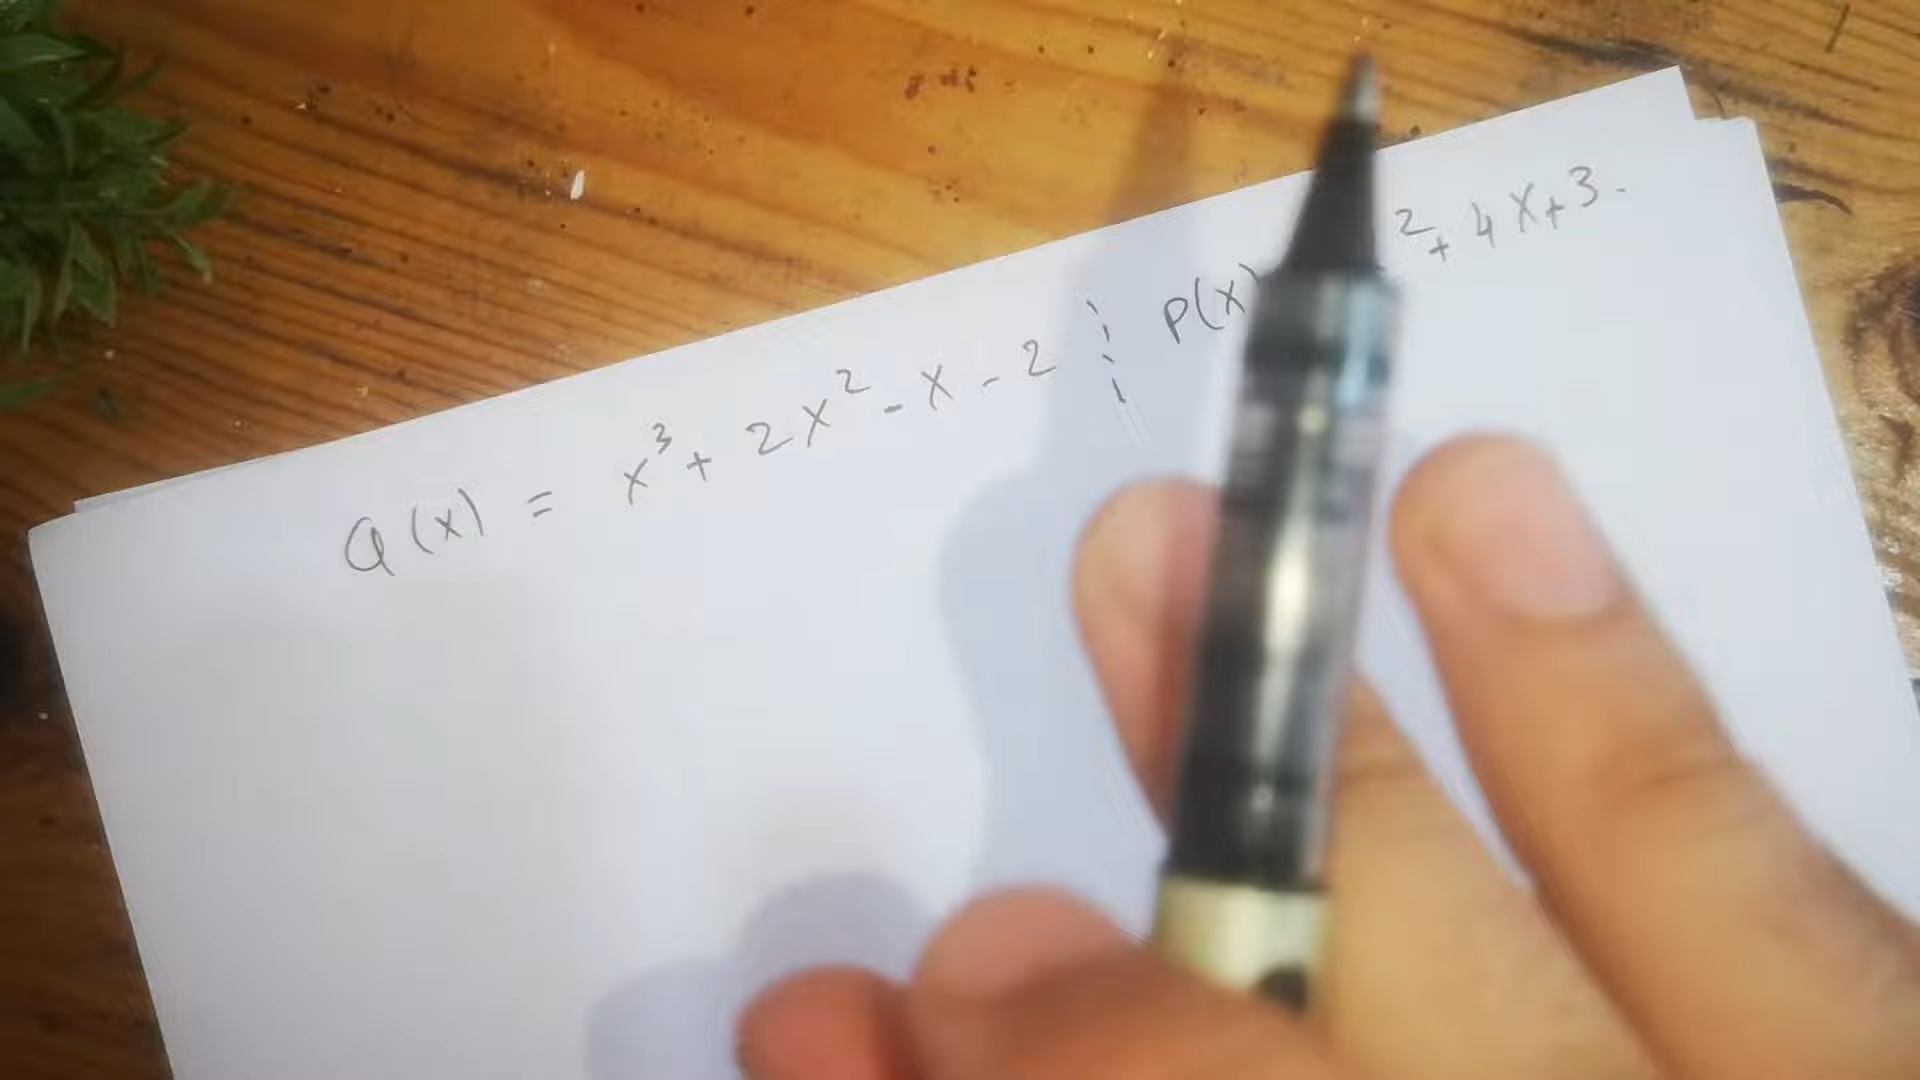 Q(x) = x³ + 2x² - x - 2 ¦ P(x) ² + 4x + 3.